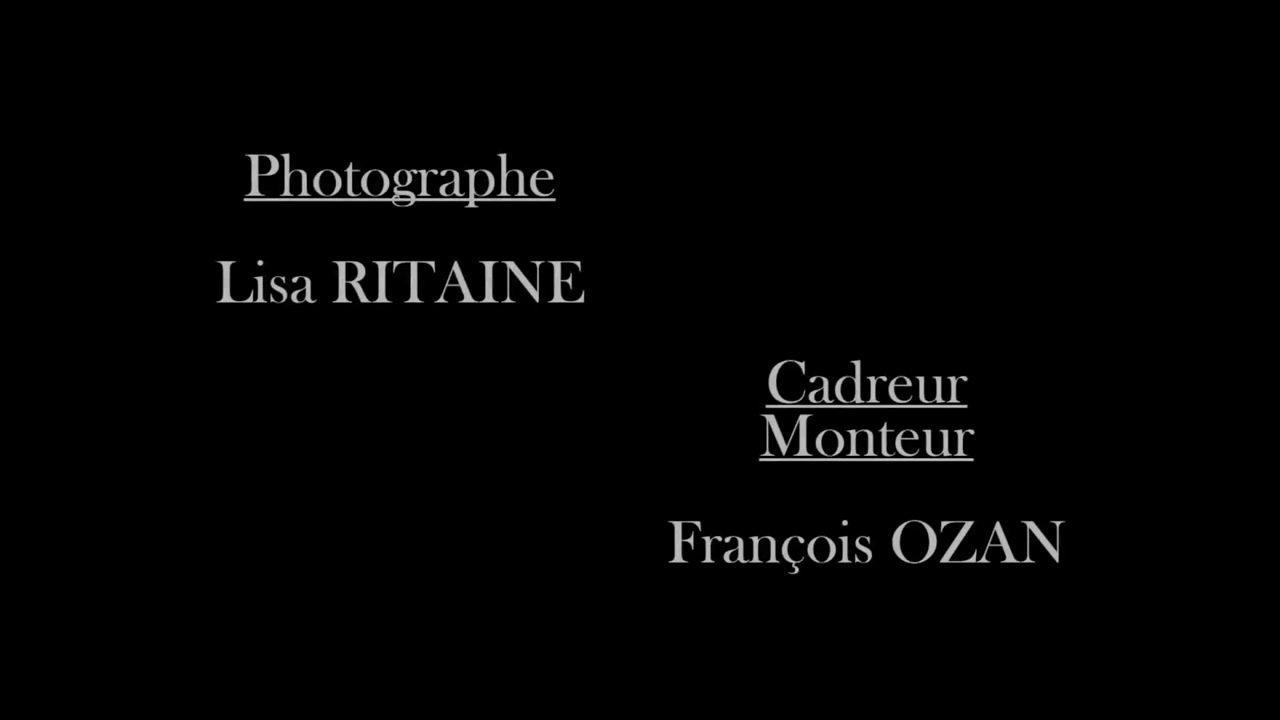 Photographe
Lisa RITAINE
Cadreur
Monteur
François OZAN